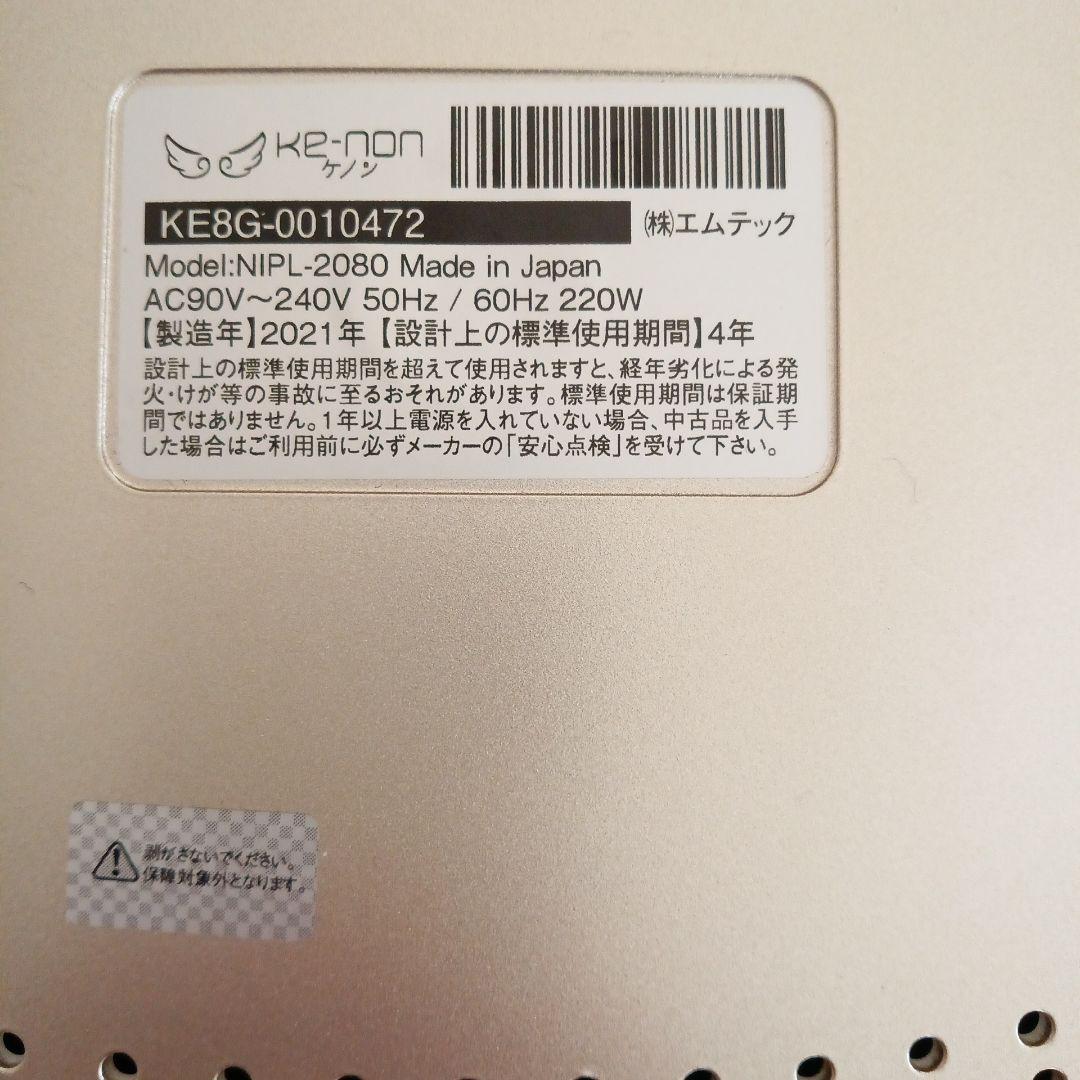 ke-non
ケノン
KE8G-0010472
㈱エムテック
Model:NIPL-2080 Made in Japan
AC90V～240V 50Hz / 60Hz 220W
【製造年】2021年【設計上の標準使用期間】4年
設計上の標準使用期間を超えて使用されますと、経年劣化による発
火・けが等の事故に至るおそれがあります。標準使用期間は保証期
間ではありません。1年以上電源を入れていない場合、中古品を入手
した場合はご利用前に必ずメーカーの「安心点検」を受けて下さい。
剥がさないでください。
保障対象外となります。